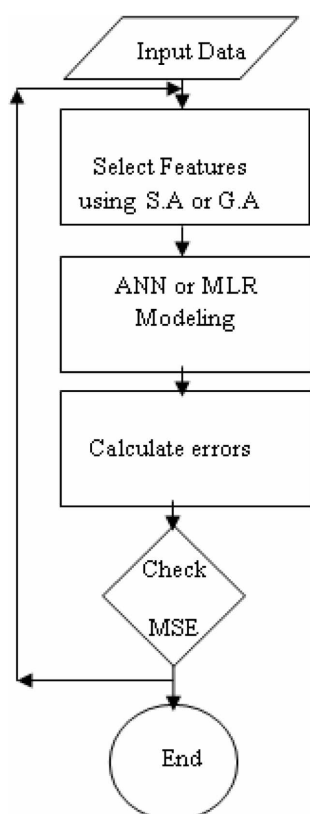 Input Data
Select Features
using S.A or G.A
ANN or MLR
Modeling
Calculate errors
Check
MSE
End